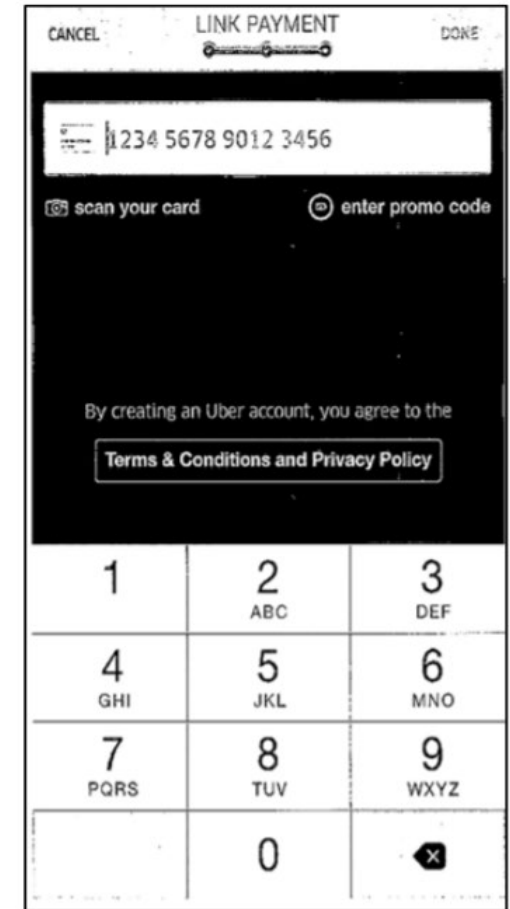 CANCEL LINK PAYMENT DONE
1234 5678 9012 3456
scan your card enter promo code
By creating an Uber account, you agree to the
Terms & Conditions and Privacy Policy
1 2 3
ABC DEF
4 5 6
GHI JKL MNO
7 8 9
PQRS TUV WXYZ
0